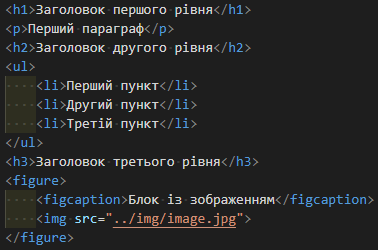 <h1>Заголовок першого рівня</h1>
<p>Перший параграф</p>
<h2>Заголовок другого рівня</h2>
<ul>
    <li>Перший пункт</li>
    <li>Другий пункт</li>
    <li>Третій пункт</li>
</ul>
<h3>Заголовок третього рівня</h3>
<figure>
    <figcaption>Блок із зображенням</figcaption>
    <img src="../img/image.jpg">
</figure>